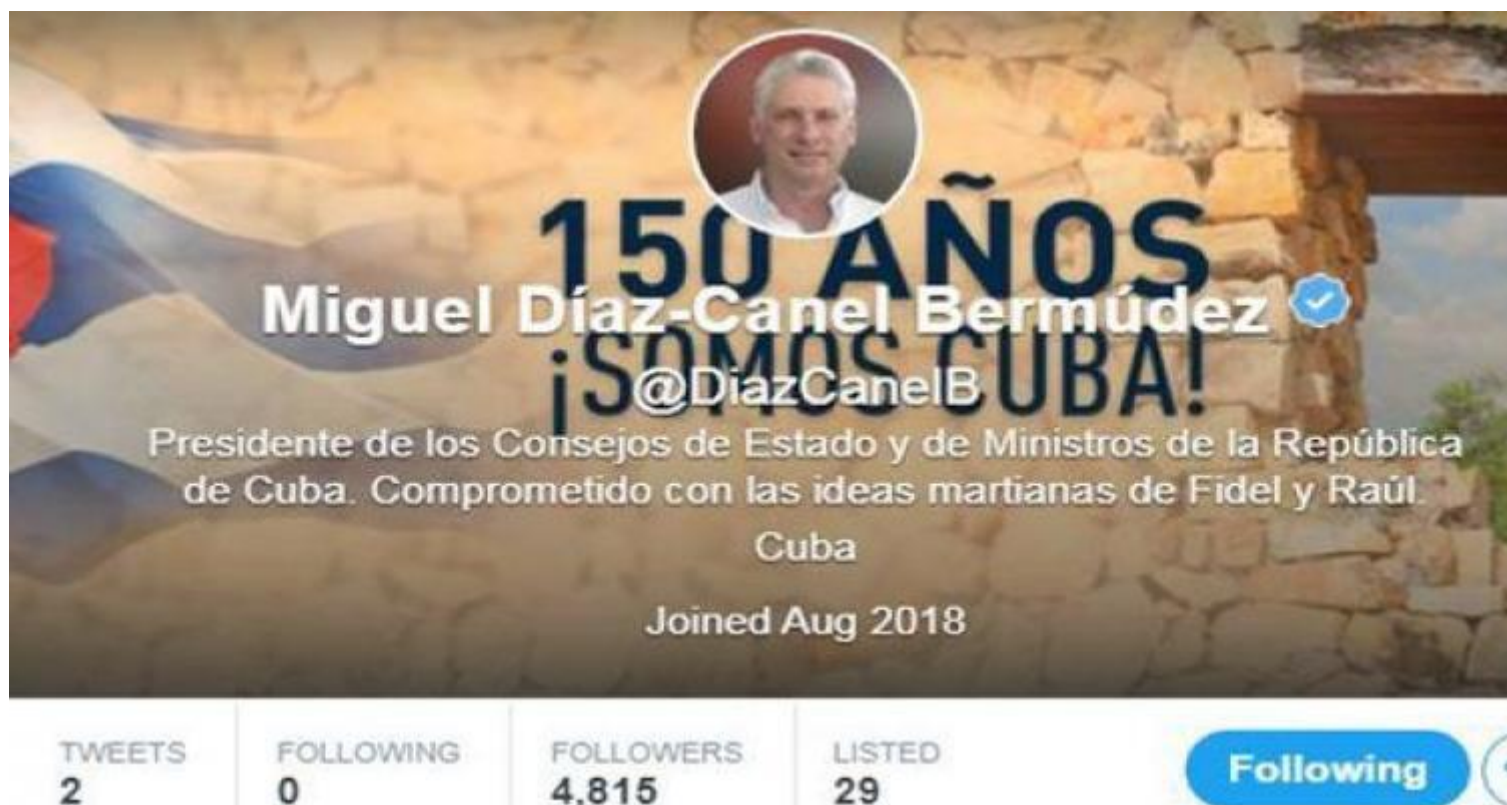 150 AÑOS
Miguel Díaz-Canel Bermúdez
¡SOMOS CUBA!
@DiazCanelB
Presidente de los Consejos de Estado y de Ministros de la República
de Cuba. Comprometido con las ideas martianas de Fidel y Raúl.
Cuba
Joined Aug 2018
TWEETS FOLLOWING FOLLOWERS LISTED
2 0 4,815 29
Following